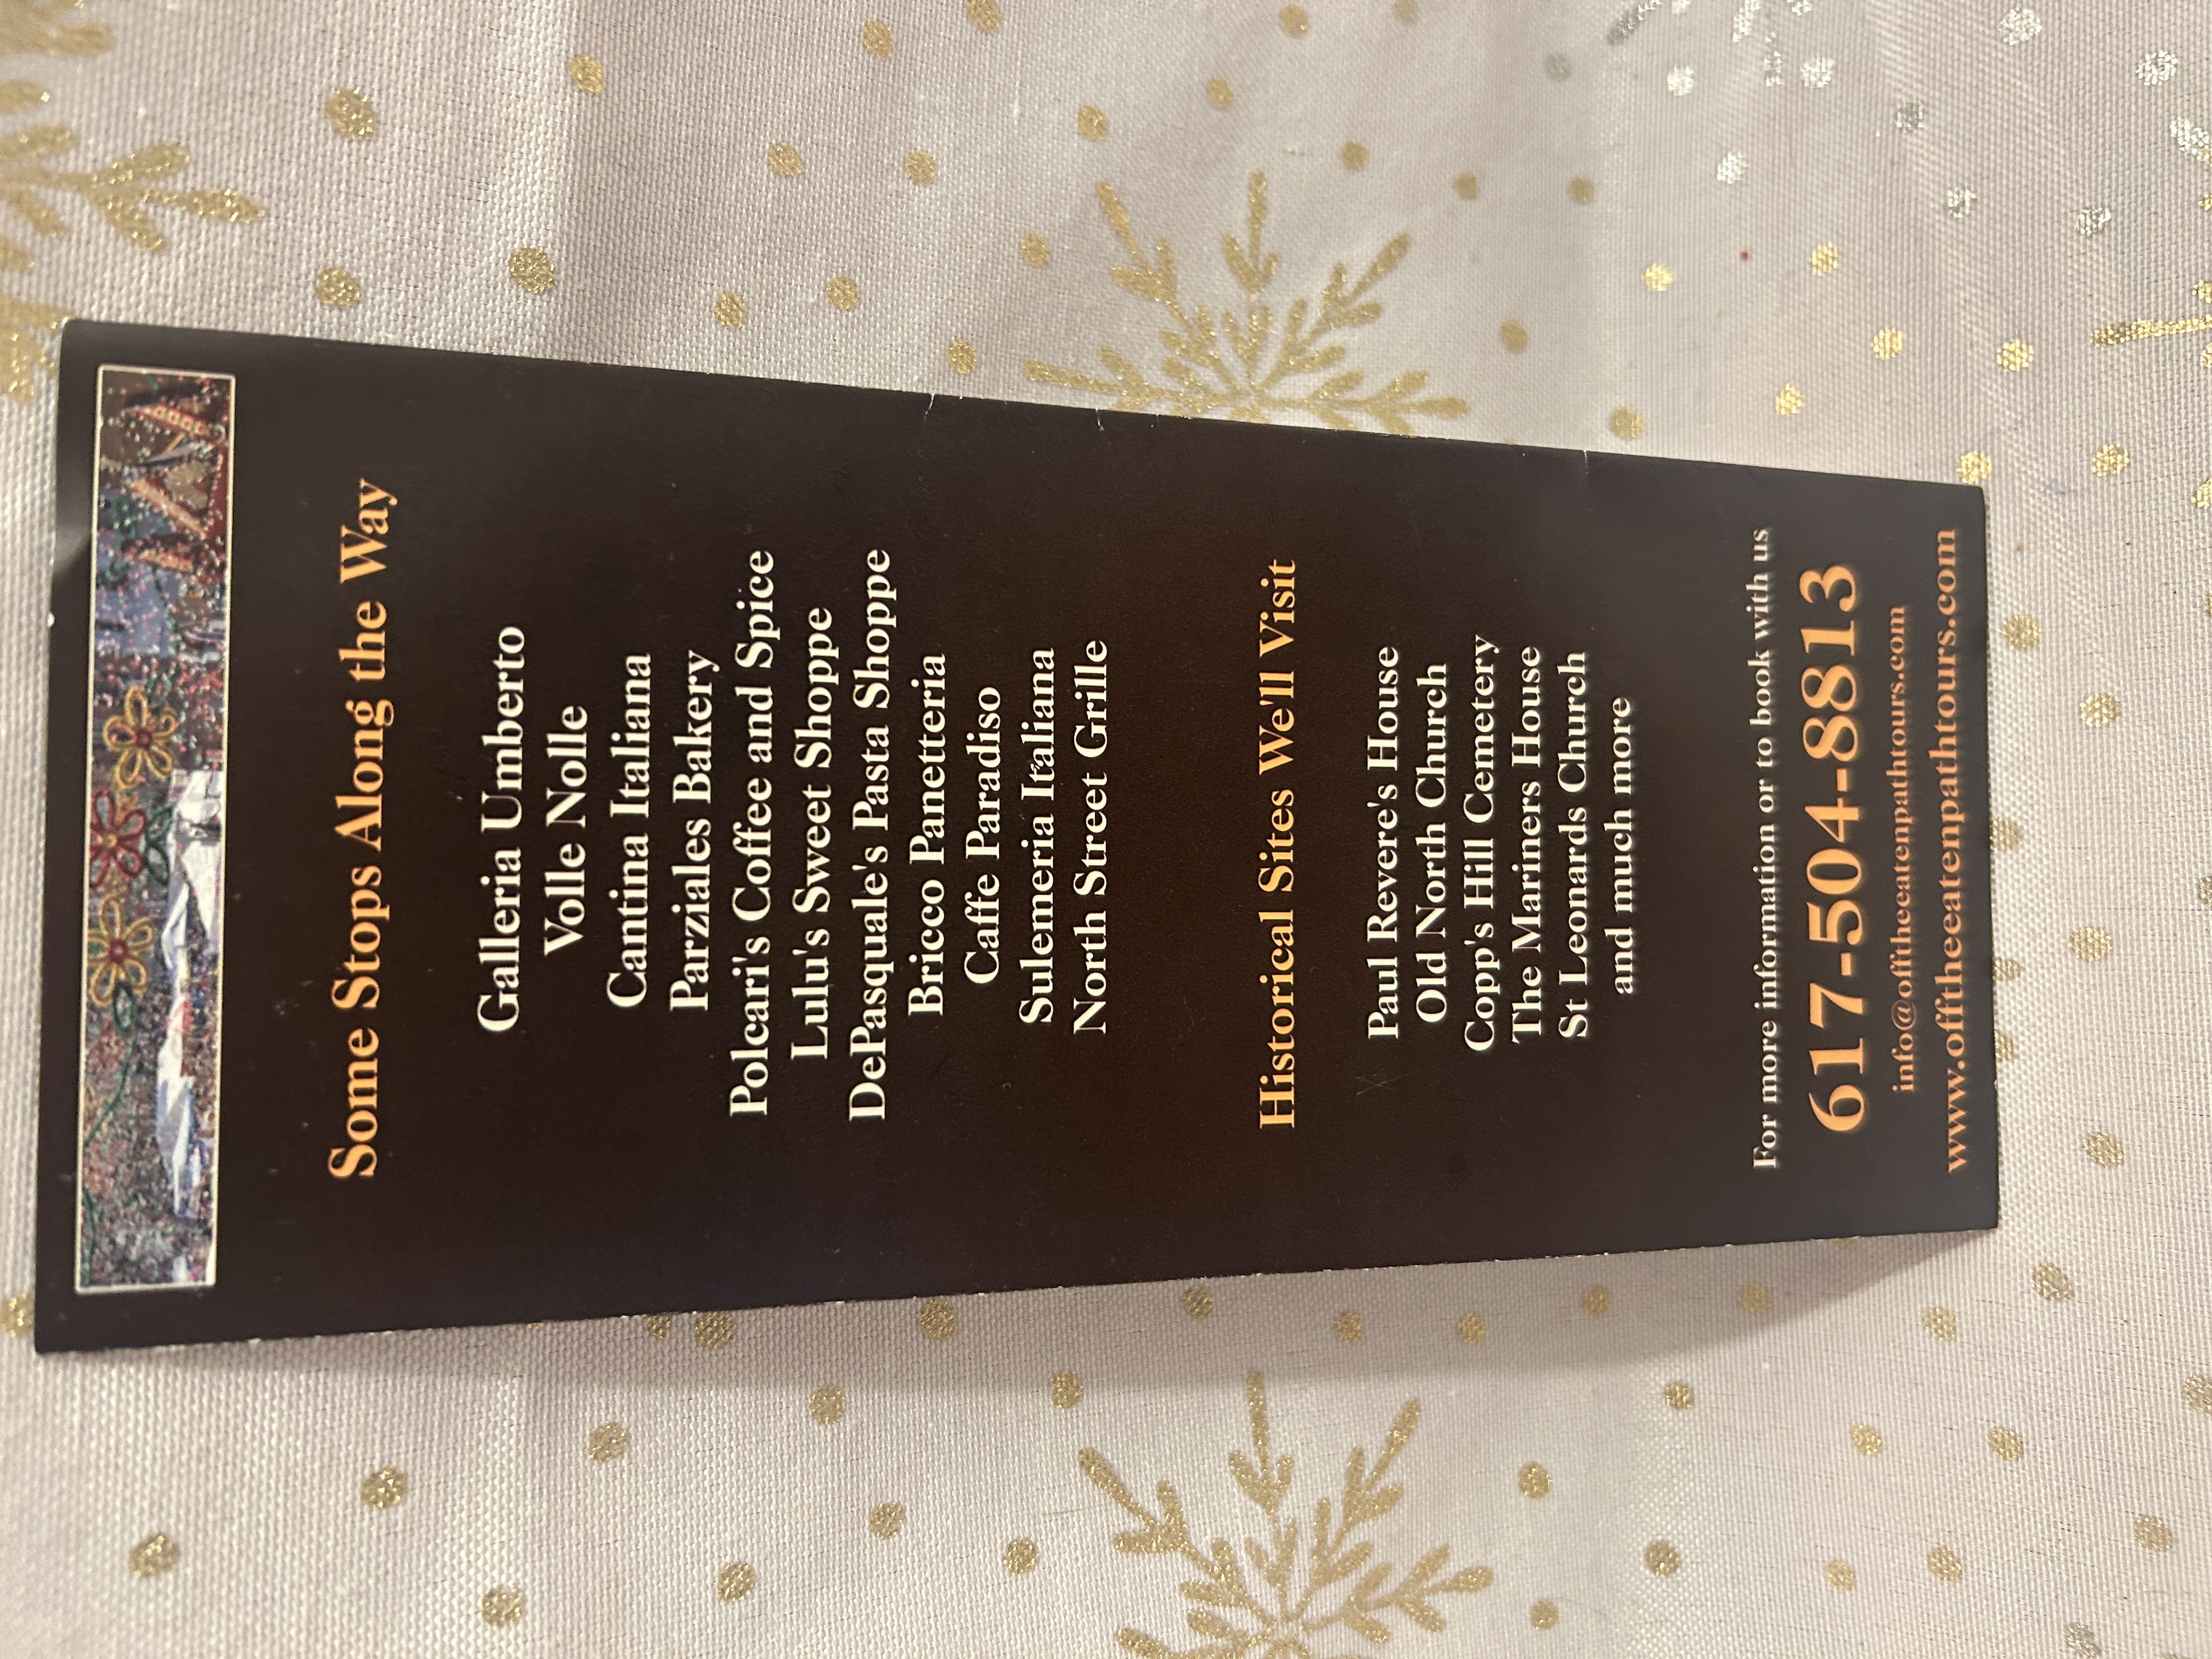 Some Stops Along the Way
Galleria Umberto
Volle Nolle
Cantina Italiana
Parziales Bakery
Polcari's Coffee and Spice
Lulu's Sweet Shoppe
DePasquale's Pasta Shoppe
Bricco Panetteria
Caffe Paradiso
Sulemeria Italiana
North Street Grille
Historical Sites We'll Visit
Paul Revere's House
Old North Church
Copp's Hill Cemetery
The Mariners House
St Leonards Church
and much more
For more information or to book with us
617-504-8813
info@offtheeatenpathtours.com
www.offtheeatenpathtours.com